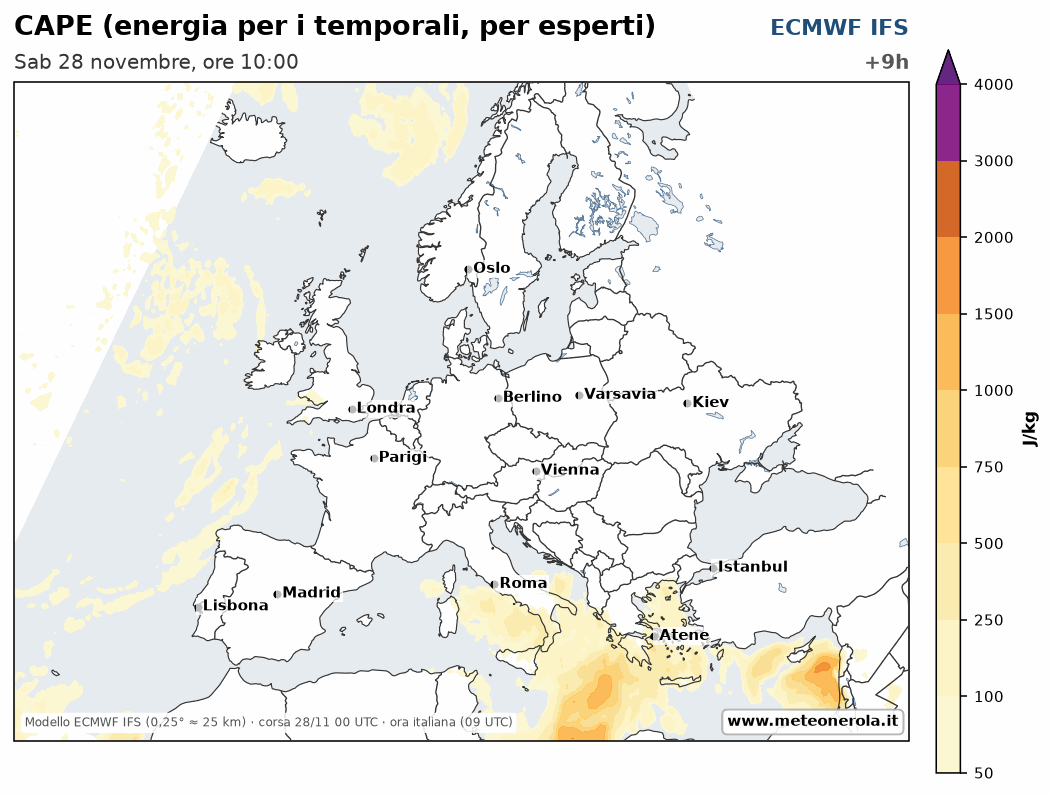 CAPE (energia per i temporali, per esperti)
ECMWF IFS
Sab 28 novembre, ore 10:00
+9h
4000
3000
2000
1500
1000
750
500
250
100
50
J/kg
Oslo
Londra
Berlino
Varsavia
Kiev
Parigi
Vienna
Istanbul
Roma
Madrid
Lisbona
Atene
Modello ECMWF IFS (0,25° ≈ 25 km) · corsa 28/11 00 UTC · ora italiana (09 UTC)
www.meteonerola.it